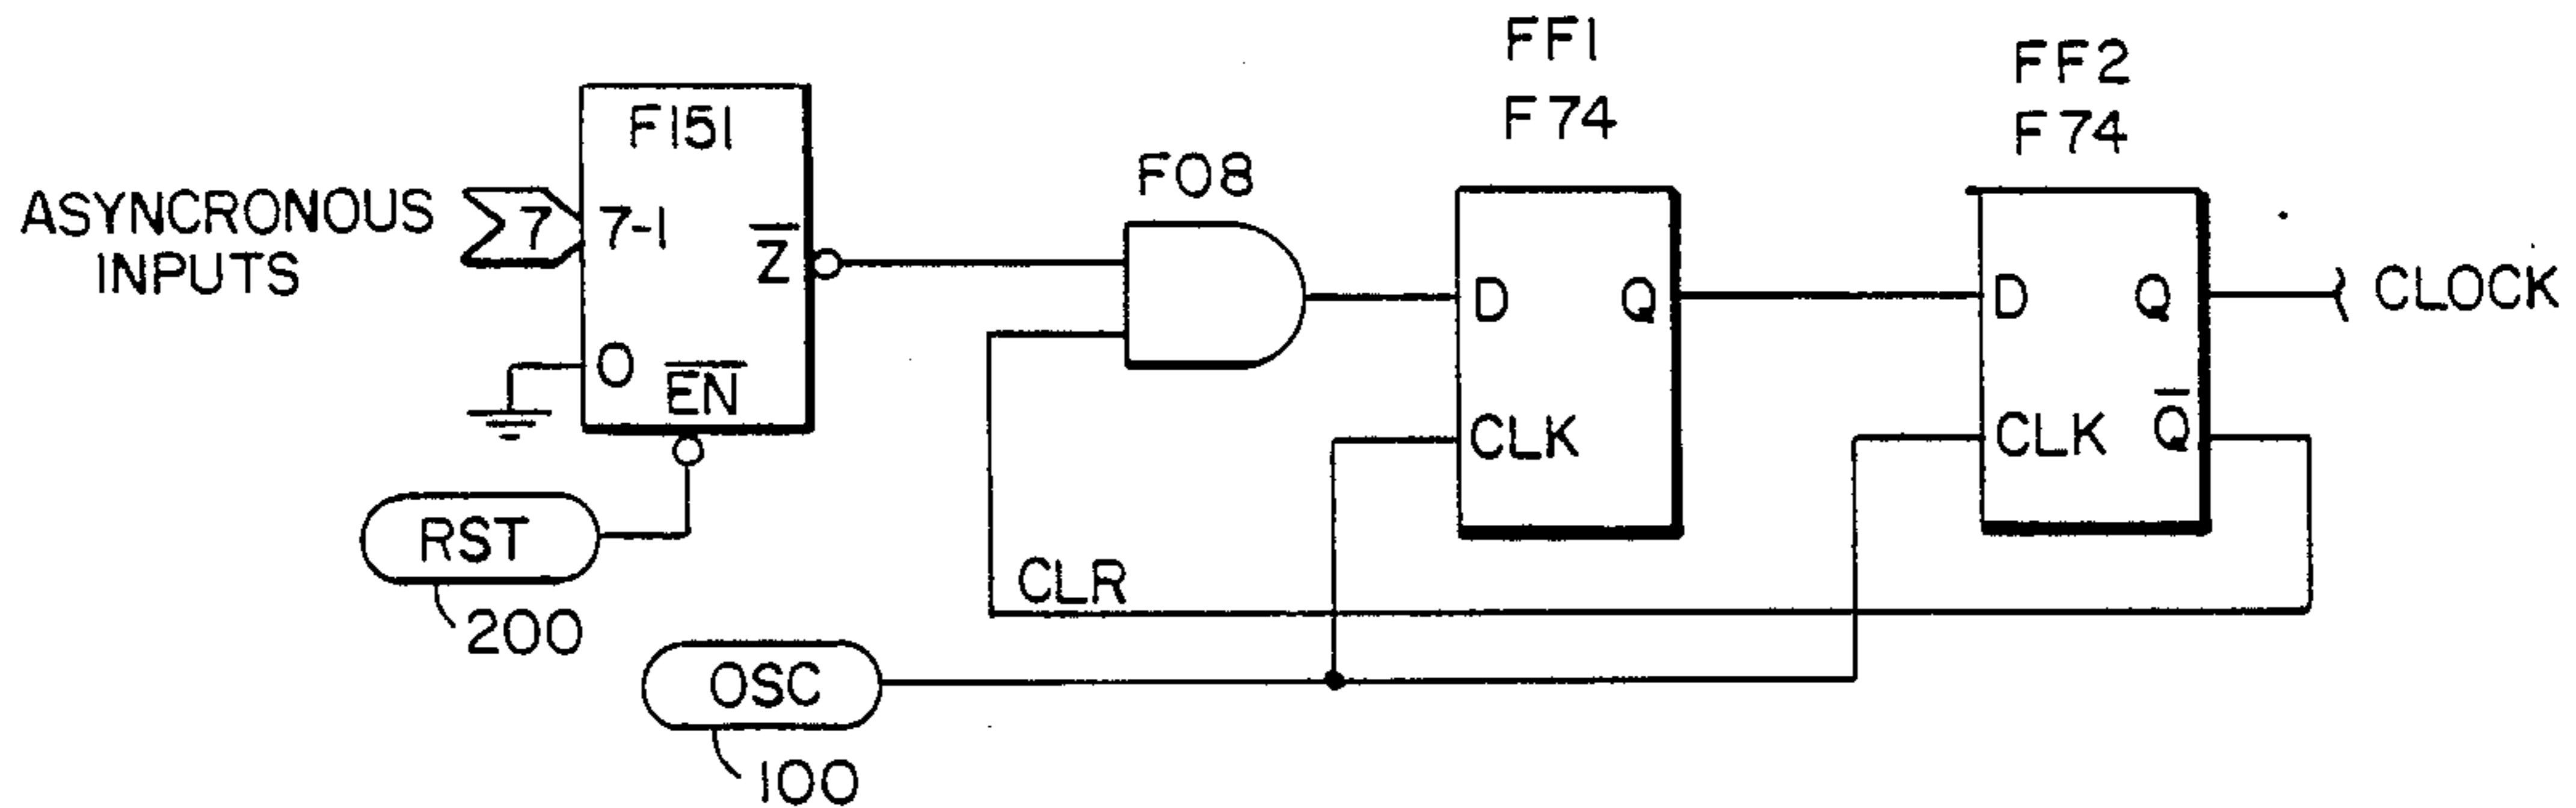 FF1
F74
FF2
F74
F151
F08
ASYNCRONOUS
INPUTS
7
7-1
Z̅
0
E̅N̅
D
Q
CLK
D
Q
CLK
Q̅
CLOCK
RST
200
CLR
OSC
100